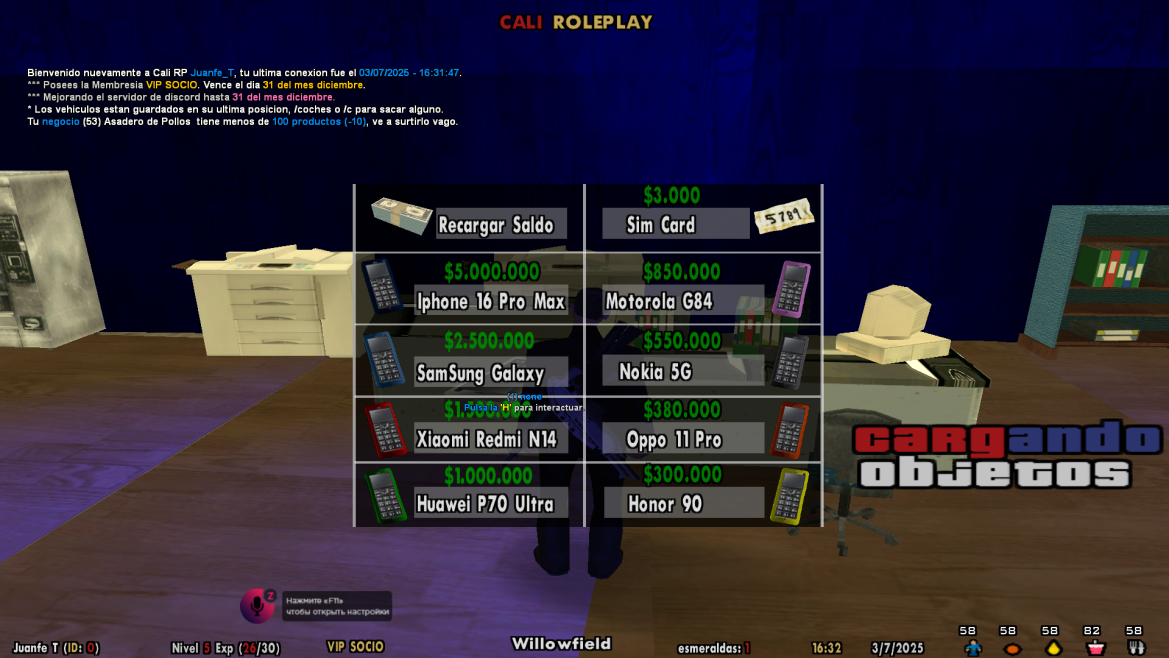 CALI ROLEPLAY
Bienvenido nuevamente a Cali RP Juanfe_T, tu ultima conexion fue el 03/07/2025 - 16:31:47.
*** Posees la Membresia VIP SOCIO. Vence el dia 31 del mes diciembre.
*** Mejorando el servidor de discord hasta 31 del mes diciembre.
* Los vehiculos estan guardados en su ultima posicion, /coches o /c para sacar alguno.
Tu negocio (53) Asadero de Pollos tiene menos de 100 productos (-10), ve a surtirlo vago.
Recargar Saldo
$3.000
Sim Card
5789
$5.000.000
Iphone 16 Pro Max
$850.000
Motorola G84
$2.500.000
SamSung Galaxy
$550.000
Nokia 5G
none
Pulsa la 'H' para interactuar
Xiaomi Redmi N14
$380.000
Oppo 11 Pro
$1.000.000
Huawei P70 Ultra
$300.000
Honor 90
cargando
objetos
Z
Нажмите «F11»
чтобы открыть настройки
Juanfe T (ID: 0)
Nivel 5 Exp (26/30)
VIP SOCIO
Willowfield
esmeraldas: 1
16:32
3/7/2025
58 58 58 82 58